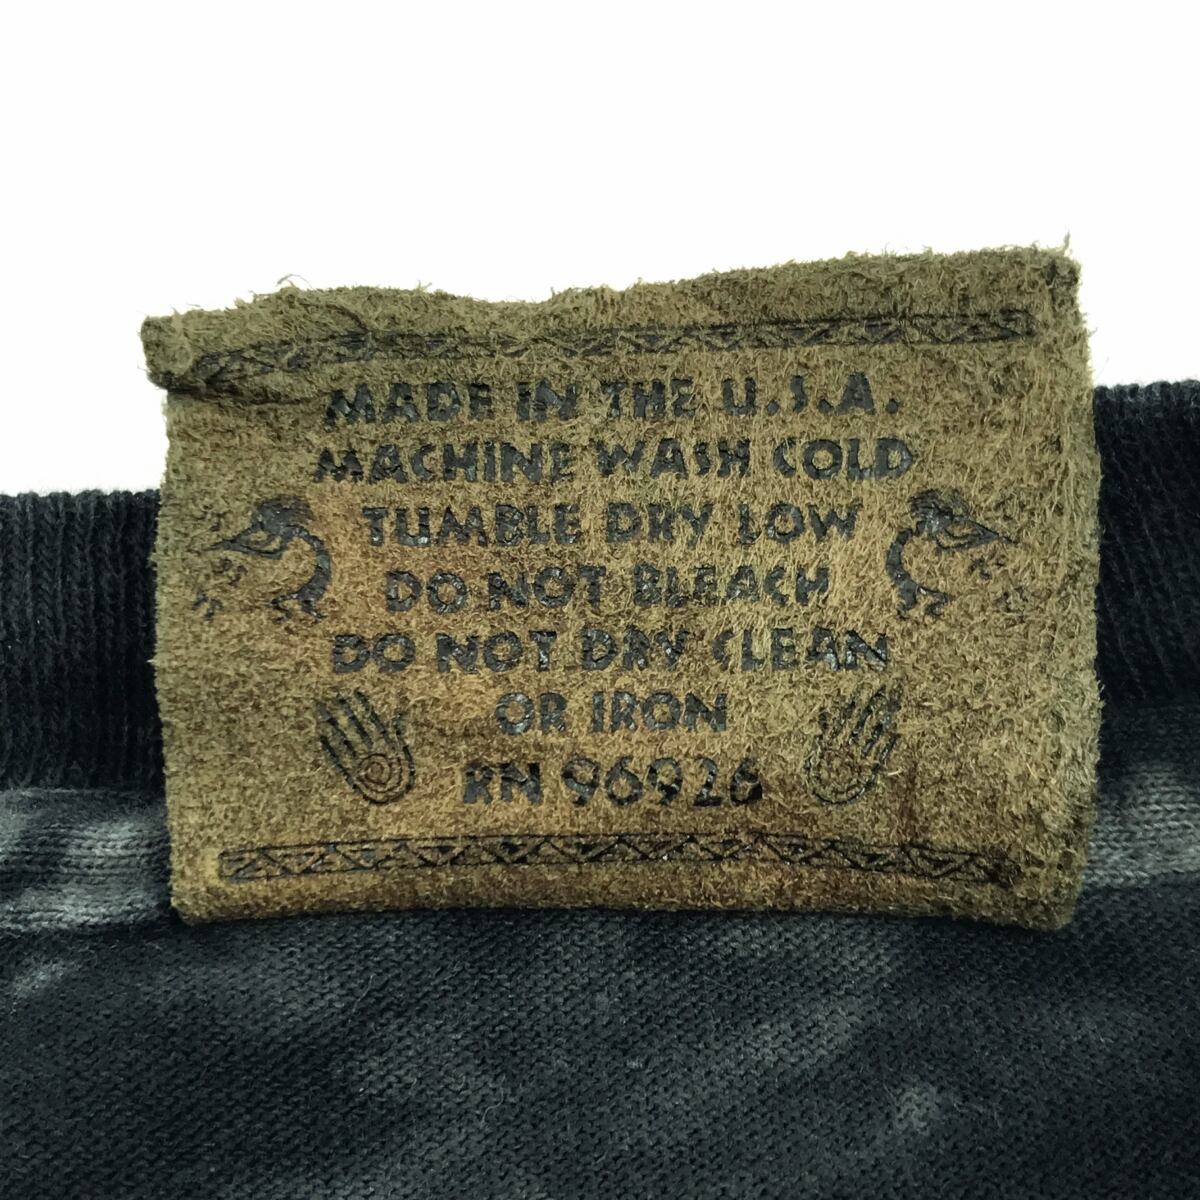 MADE IN THE U.S.A.
MACHINE WASH COLD
TUMBLE DRY LOW
DO NOT BLEACH
DO NOT DRY CLEAN
OR IRON
RN 96926